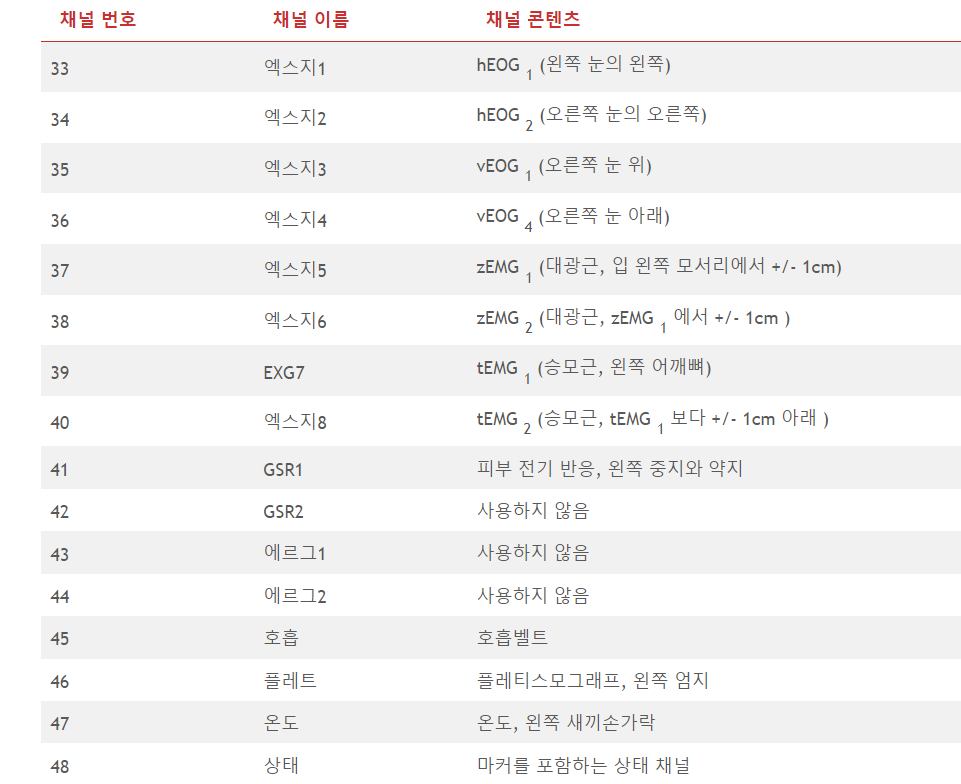 채널 번호 채널 이름 채널 콘텐츠
33 엑스지1 hEOG 1 (왼쪽 눈의 왼쪽)
34 엑스지2 hEOG 2 (오른쪽 눈의 오른쪽)
35 엑스지3 vEOG 1 (오른쪽 눈 위)
36 엑스지4 vEOG 4 (오른쪽 눈 아래)
37 엑스지5 zEMG 1 (대광근, 입 왼쪽 모서리에서 +/- 1cm)
38 엑스지6 zEMG 2 (대광근, zEMG 1 에서 +/- 1cm )
39 EXG7 tEMG 1 (승모근, 왼쪽 어깨뼈)
40 엑스지8 tEMG 2 (승모근, tEMG 1 보다 +/- 1cm 아래 )
41 GSR1 피부 전기 반응, 왼쪽 중지와 약지
42 GSR2 사용하지 않음
43 에르그1 사용하지 않음
44 에르그2 사용하지 않음
45 호흡 호흡벨트
46 플레트 플레티스모그래프, 왼쪽 엄지
47 온도 온도, 왼쪽 새끼손가락
48 상태 마커를 포함하는 상태 채널